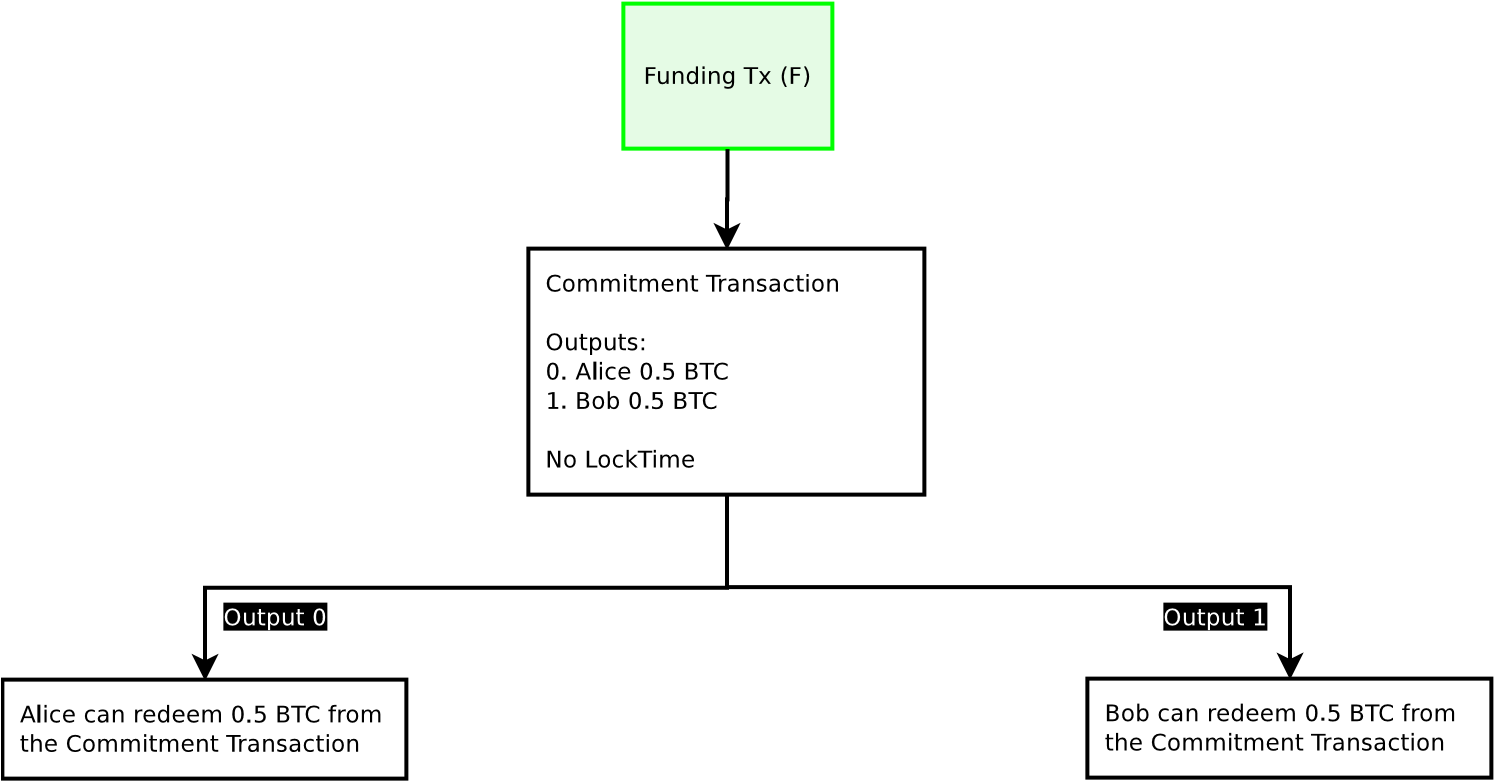 Funding Tx (F)
Commitment Transaction
Outputs:
0. Alice 0.5 BTC
1. Bob 0.5 BTC
No LockTime
Output 0
Output 1
Alice can redeem 0.5 BTC from
the Commitment Transaction
Bob can redeem 0.5 BTC from
the Commitment Transaction